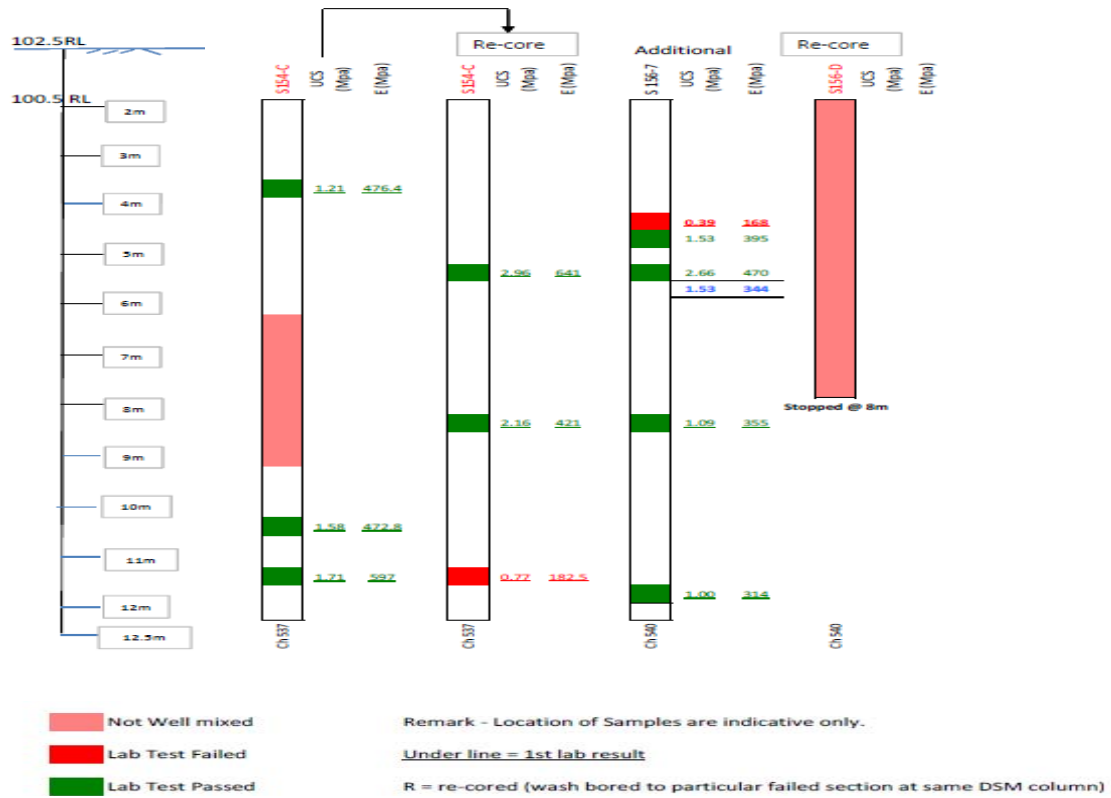 102.5RL
100.5 RL
2m
3m
4m
5m
6m
7m
8m
9m
10m
11m
12m
12.5m
S154-C UCS (Mpa) E (Mpa)
1.21 476.4
1.58 472.8
1.71 597
Ch 537
Re-core
S154-C UCS (Mpa) E (Mpa)
2.96 641
2.16 421
0.77 182.5
Ch 537
Additional
S 156-7 UCS (Mpa) E (Mpa)
0.39 168
1.53 395
2.66 470
1.53 344
1.09 355
1.00 314
Ch 540
Re-core
S156-D UCS (Mpa) E (Mpa)
Stopped @ 8m
Ch 540
Not Well mixed
Lab Test Failed
Lab Test Passed
Remark - Location of Samples are indicative only.
Under line = 1st lab result
R = re-cored (wash bored to particular failed section at same DSM column)